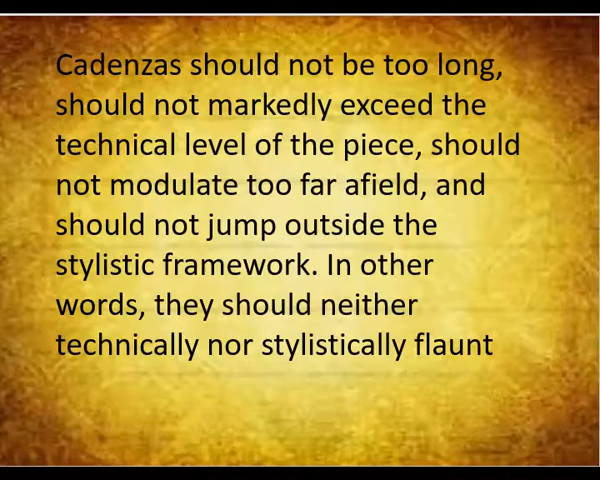 Cadenzas should not be too long,
should not markedly exceed the
technical level of the piece, should
not modulate too far afield, and
should not jump outside the
stylistic framework. In other
words, they should neither
technically nor stylistically flaunt